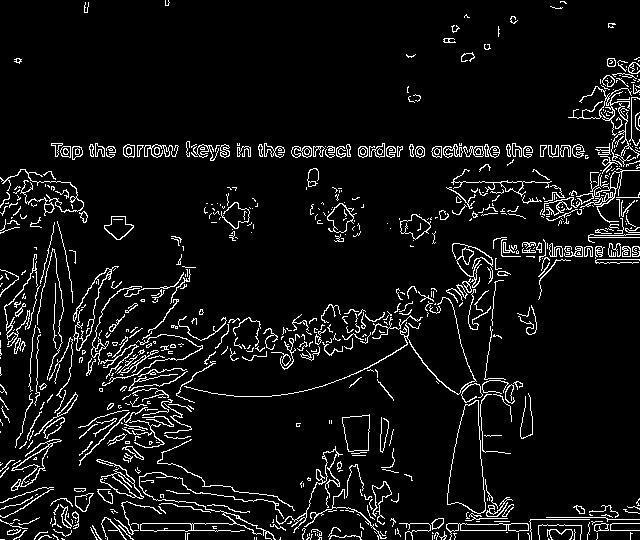 Tap the arrow keys in the correct order to activate the rune.
Lv. 224 Insane Mas